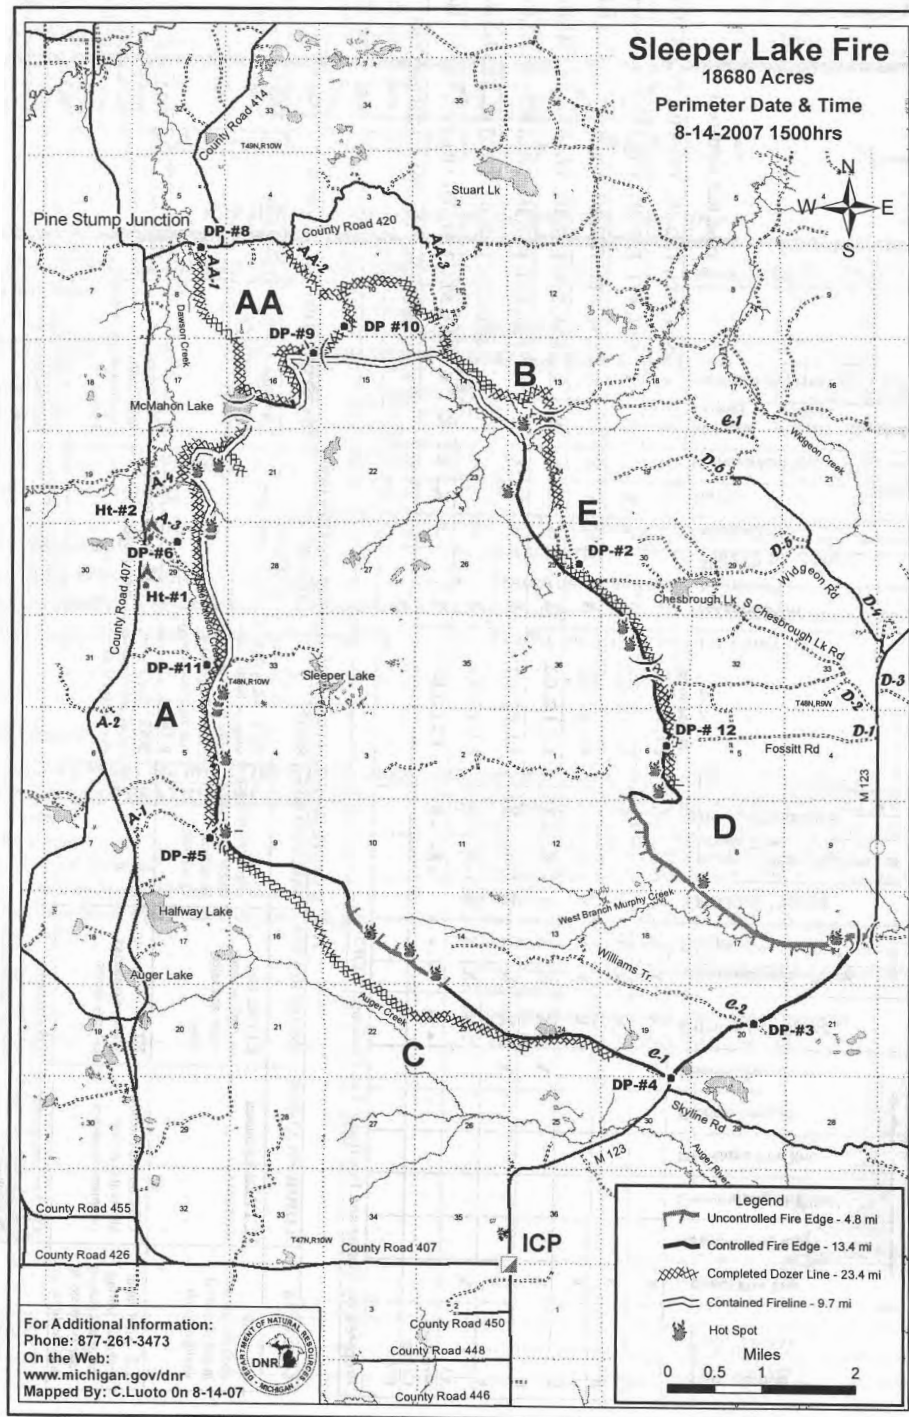 Sleeper Lake Fire
18680 Acres
Perimeter Date & Time
8-14-2007 1500hrs
N
W E
S
County Road 414
T49N,R10W
Stuart Lk
Pine Stump Junction
DP-#8
County Road 420
AA-1
AA-2
AA-3
AA
Dawson Creek
DP-#9
DP #10
B
McMahon Lake
C-1
Widgeon Creek
D-6
A-4
Ht-#2
A-3
E
DP-#6
DP-#2
D-5
Widgeon Rd
Ht-#1
County Road 407
Chesbrough Lk
S Chesbrough Lk Rd
D-4
DP-#11
T48N,R10W
Sleeper Lake
D-3
A
A-2
T48N,R9W
D-2
DP-# 12
D-1
Fossitt Rd
M 123
A-1
D
DP-#5
Halfway Lake
West Branch Murphy Creek
Williams Tr.
Auger Lake
Auger Creek
C-2
DP-#3
C
C-1
DP-#4
Skyline Rd
M 123
Auger River
County Road 455
T47N,R10W
County Road 407
ICP
County Road 426
County Road 450
County Road 448
County Road 446
Legend
Uncontrolled Fire Edge - 4.8 mi
Controlled Fire Edge - 13.4 mi
Completed Dozer Line - 23.4 mi
Contained Fireline - 9.7 mi
Hot Spot
Miles
0 0.5 1 2
For Additional Information:
Phone: 877-261-3473
On the Web:
www.michigan.gov/dnr
Mapped By: C.Luoto 0n 8-14-07
DEPARTMENT OF NATURAL RESOURCES
DNR
MICHIGAN